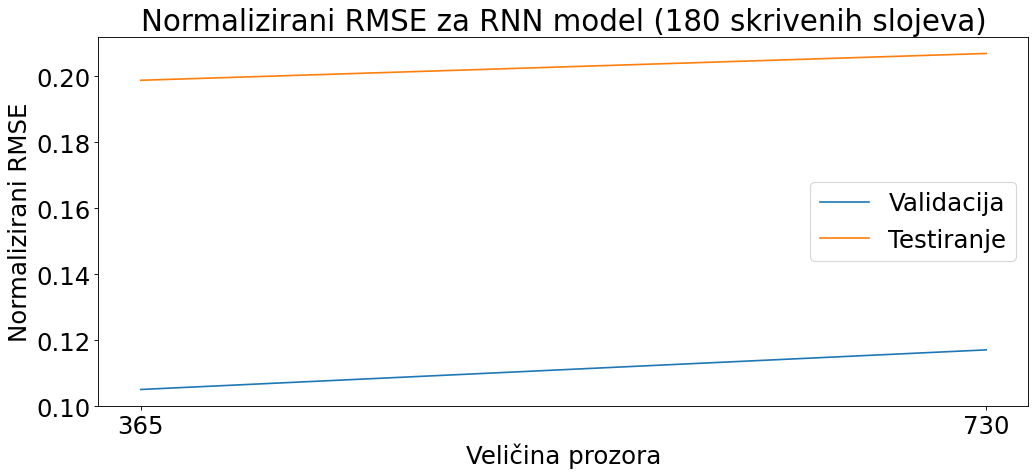 Normalizirani RMSE za RNN model (180 skrivenih slojeva)
Normalizirani RMSE
0.20
0.18
0.16
0.14
0.12
0.10
Validacija
Testiranje
365
730
Veličina prozora